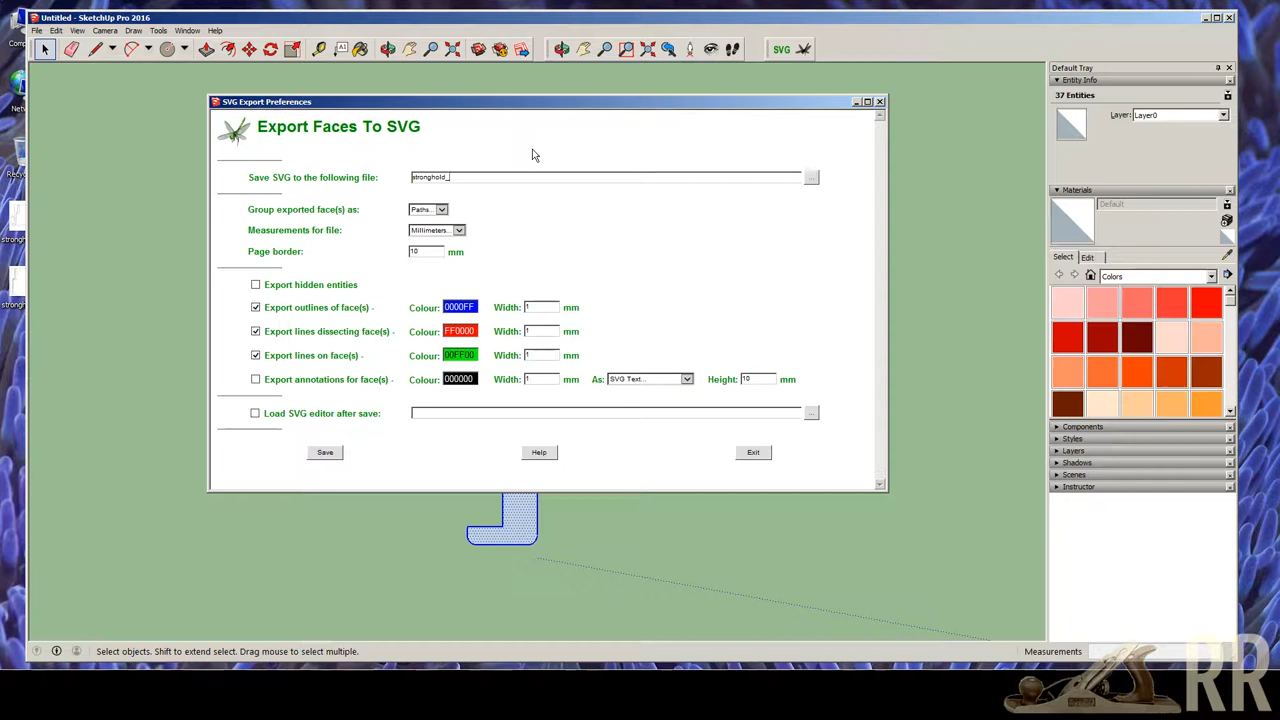 Untitled - SketchUp Pro 2016
File Edit View Camera Draw Tools Window Help
SVG
Default Tray
Entity Info
37 Entities
Layer: Layer0
SVG Export Preferences
Export Faces To SVG
Save SVG to the following file: stronghold_ ...
Group exported face(s) as: Paths...
Measurements for file: Millimeters...
Page border: 10 mm
Export hidden entities
Export outlines of face(s) - Colour: 0000FF Width: 1 mm
Export lines dissecting face(s) - Colour: FF0000 Width: 1 mm
Export lines on face(s) - Colour: 00FF00 Width: 1 mm
Export annotations for face(s) - Colour: 000000 Width: 1 mm As: SVG Text... Height: 10 mm
Load SVG editor after save: ...
Save Help Exit
Materials
Default
Select Edit
Colors
Components
Styles
Layers
Shadows
Scenes
Instructor
Select objects. Shift to extend select. Drag mouse to select multiple.
Measurements
RR